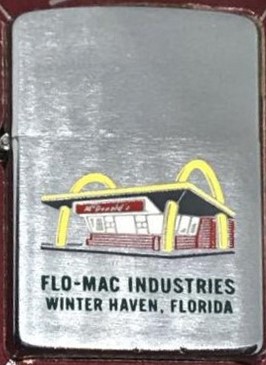 McDonald's
FLO-MAC INDUSTRIES
WINTER HAVEN, FLORIDA